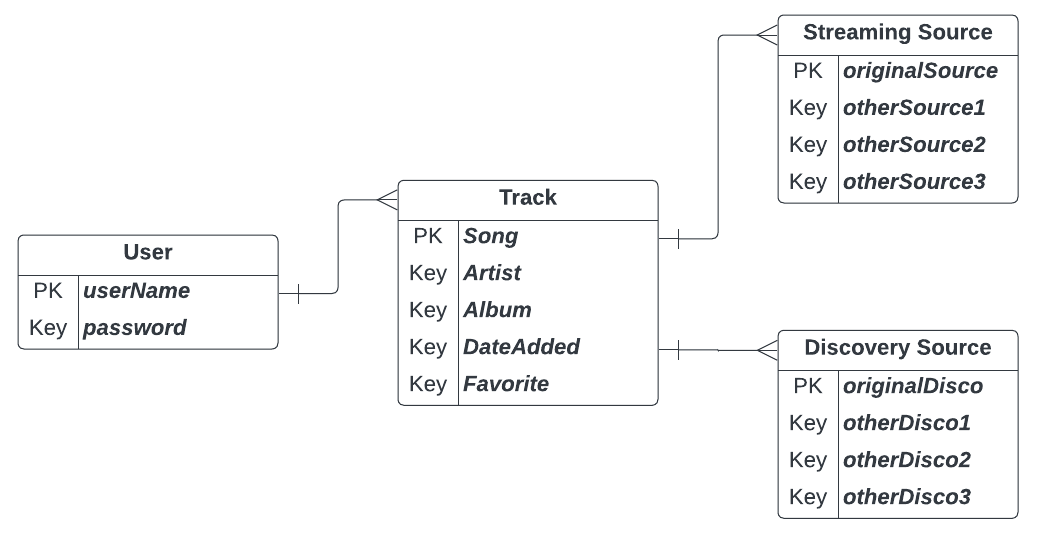 User
PK userName
Key password
Track
PK Song
Key Artist
Key Album
Key DateAdded
Key Favorite
Streaming Source
PK originalSource
Key otherSource1
Key otherSource2
Key otherSource3
Discovery Source
PK originalDisco
Key otherDisco1
Key otherDisco2
Key otherDisco3